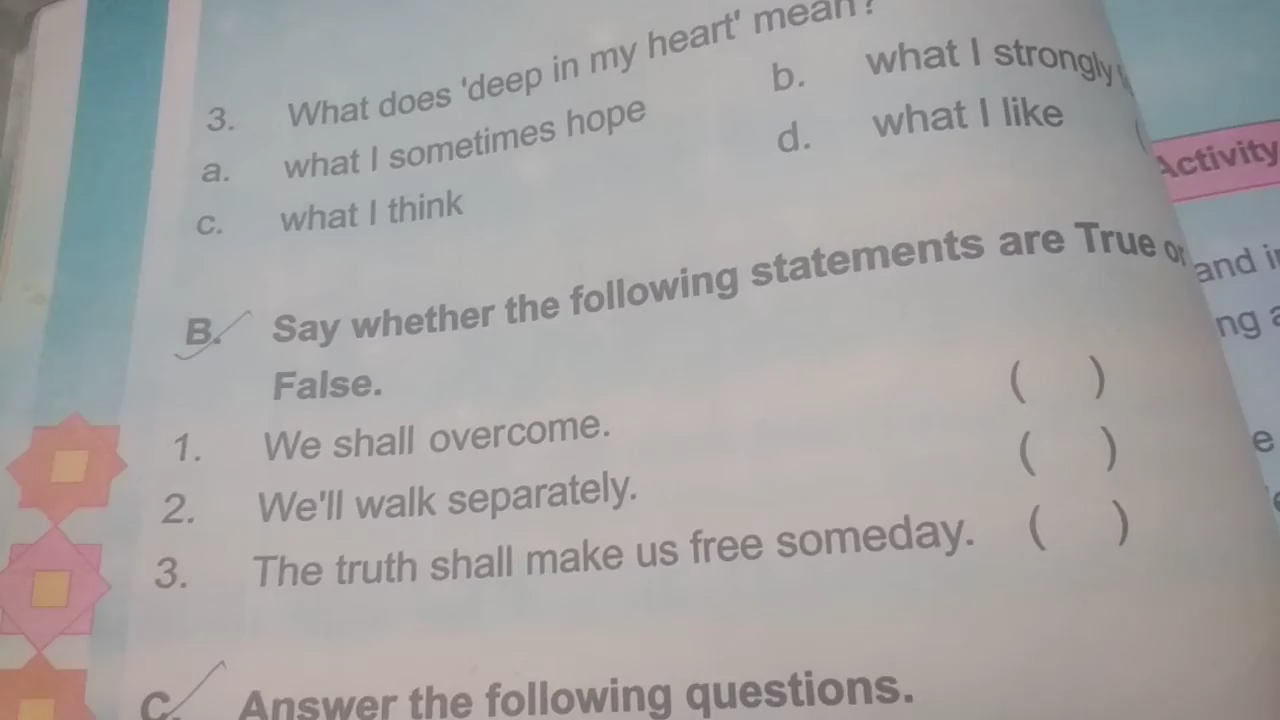 3. What does 'deep in my heart' mean?
a. what I sometimes hope b. what I strongly
c. what I think d. what I like
B. Say whether the following statements are True or
False.
1. We shall overcome. ( )
2. We'll walk separately. ( )
3. The truth shall make us free someday. ( )
C. Answer the following questions.
Activity
and